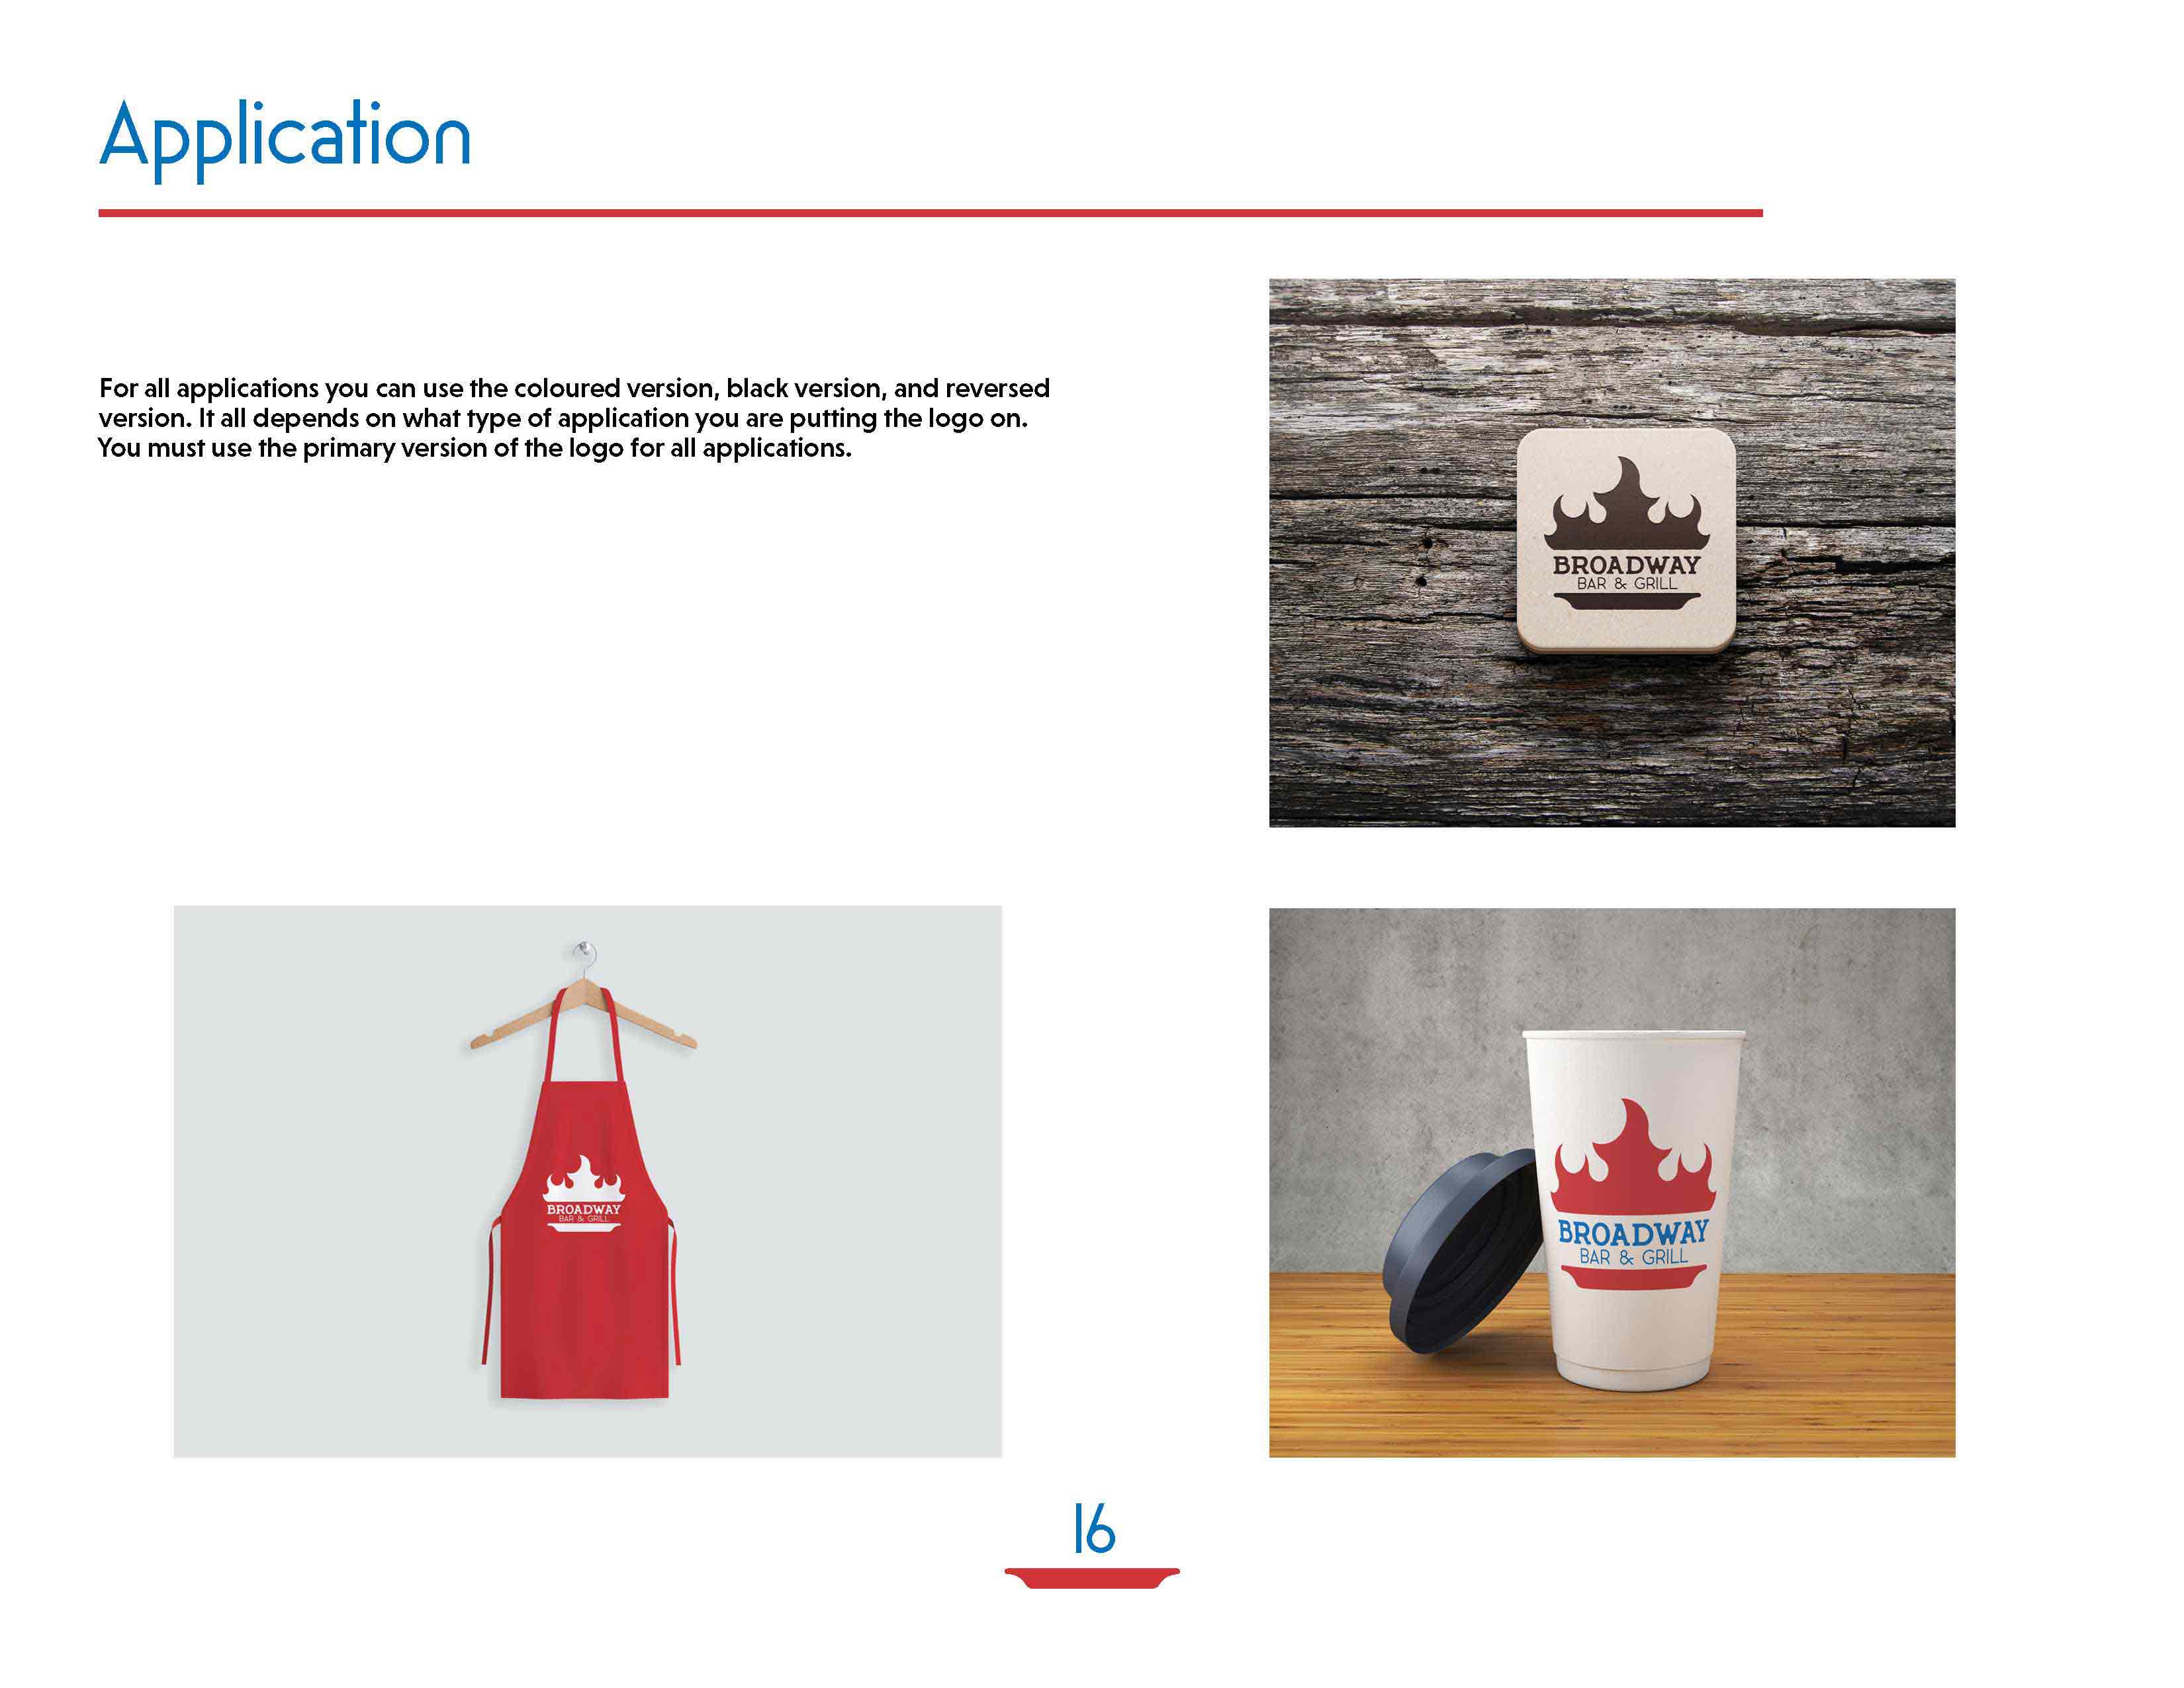 Application
For all applications you can use the coloured version, black version, and reversed
version. It all depends on what type of application you are putting the logo on.
You must use the primary version of the logo for all applications.
BROADWAY
BAR & GRILL
BROADWAY
BAR & GRILL
BROADWAY
BAR & GRILL
16